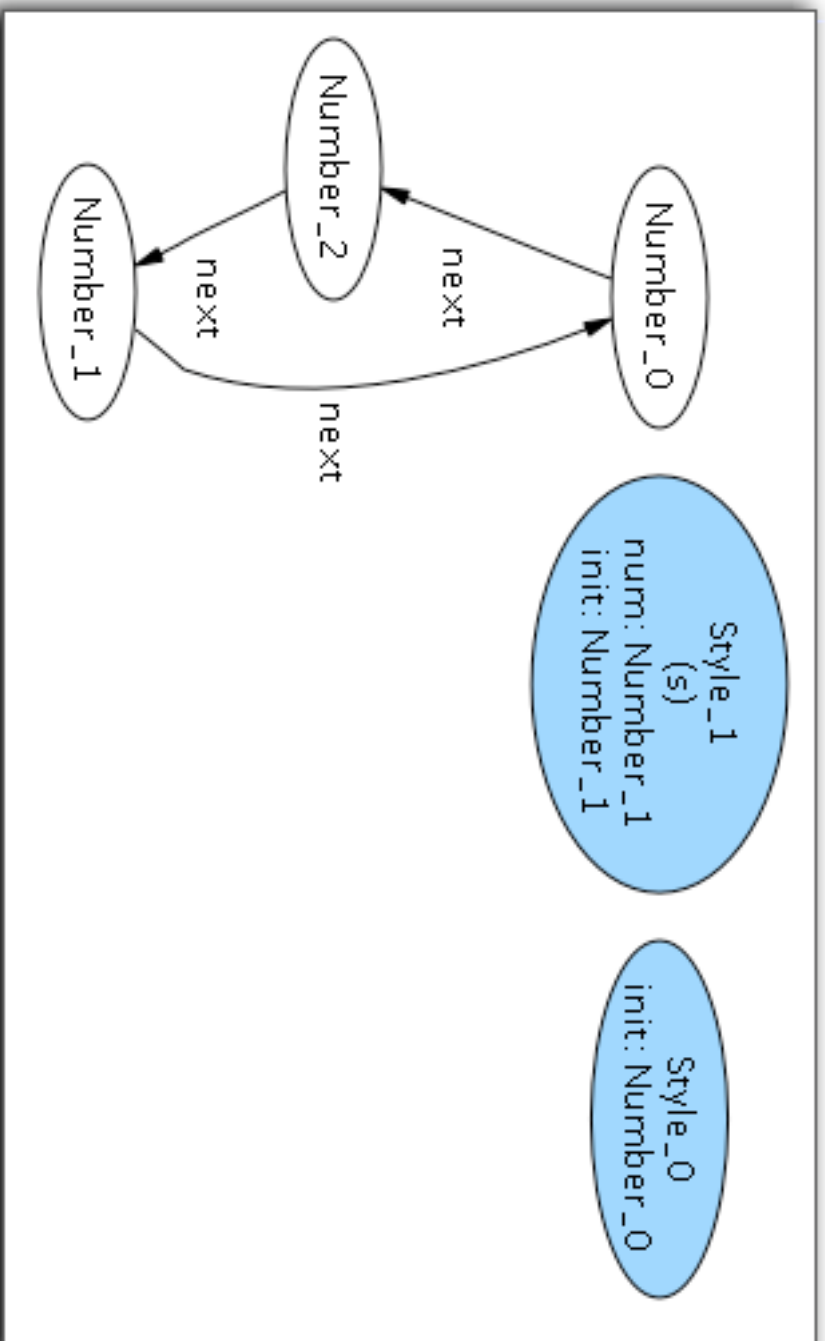 Number_0
Style_1
(s)
num: Number_1
init: Number_1
Style_0
init: Number_0
next
Number_2
next
next
Number_1